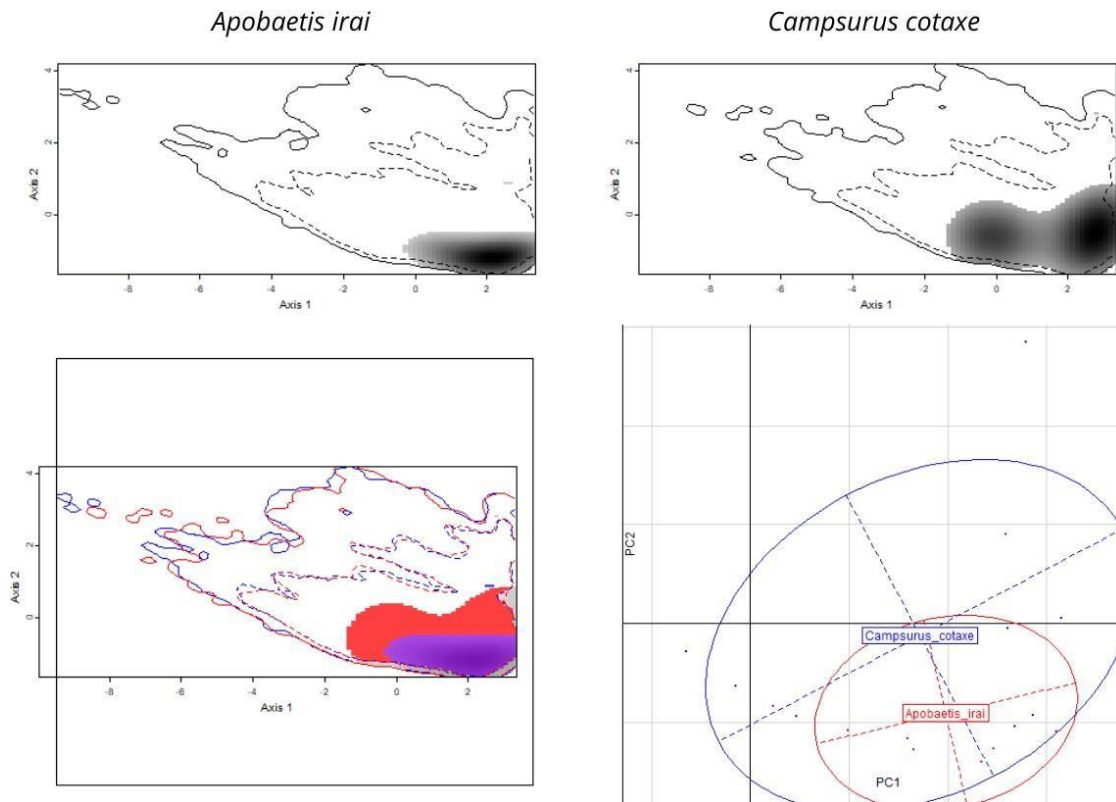 Apobaetis irai
Campsurus cotaxe
Axis 2
4
2
0
-8
-6
-4
-2
0
2
Axis 1
Axis 2
4
2
0
-8
-6
-4
-2
0
2
Axis 1
Axis 2
4
2
0
-8
-6
-4
-2
0
2
Axis 1
PC2
Campsurus_cotaxe
Apobaetis_irai
PC1